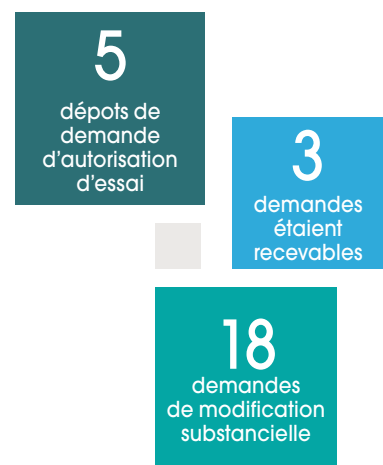 5
dépots de
demande
d'autorisation
d'essai
3
demandes
étaient
recevables
18
demandes
de modification
substancielle